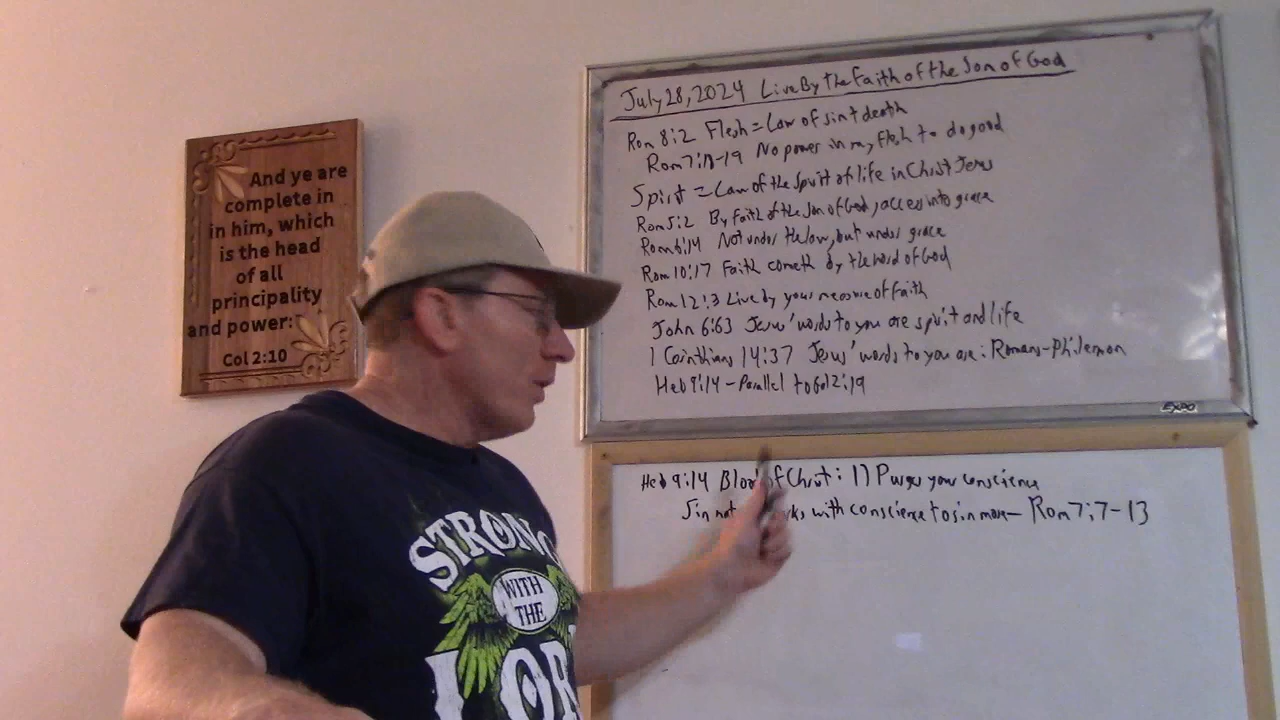 And ye are
complete in
in him, which
is the head
of all
principality
and power:
Col 2:10
STRONG
WITH
THE
LORD
July 28, 2024 Live By the Faith of the Son of God
Rom 8:2 Flesh = Law of sin + death
Rom 7:18-19 No power in my flesh to do good
Spirit = Law of the Spirit of life in Christ Jesus
Rom 5:2 By faith of the Son of God, access into grace
Rom 6:14 Not under the law, but under grace
Rom 10:17 Faith cometh by the word of God
Rom 12:3 Live by your measure of faith
John 6:63 Jesus' words to you are spirit and life
1 Corinthians 14:37 Jesus' words to you are: Romans-Philemon
Heb 9:14 - Parallel to Gal 2:19
EXPO
Heb 9:14 Blood of Christ: 1) Purges your conscience
Sin with conscience to sin more - Rom 7:7-13